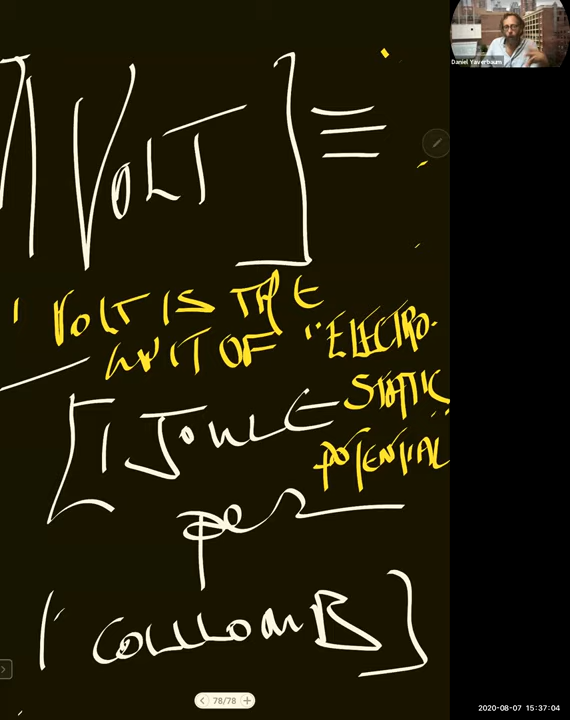 Daniel Yaverbaum
1 VOLT ] ≡
1 VOLT IS THE
UNIT OF "ELECTRO-
STATIC
POTENTIAL"
[ 1 JOULE
per
1 COULOMB ]
78/78
2020-08-07 15:37:04